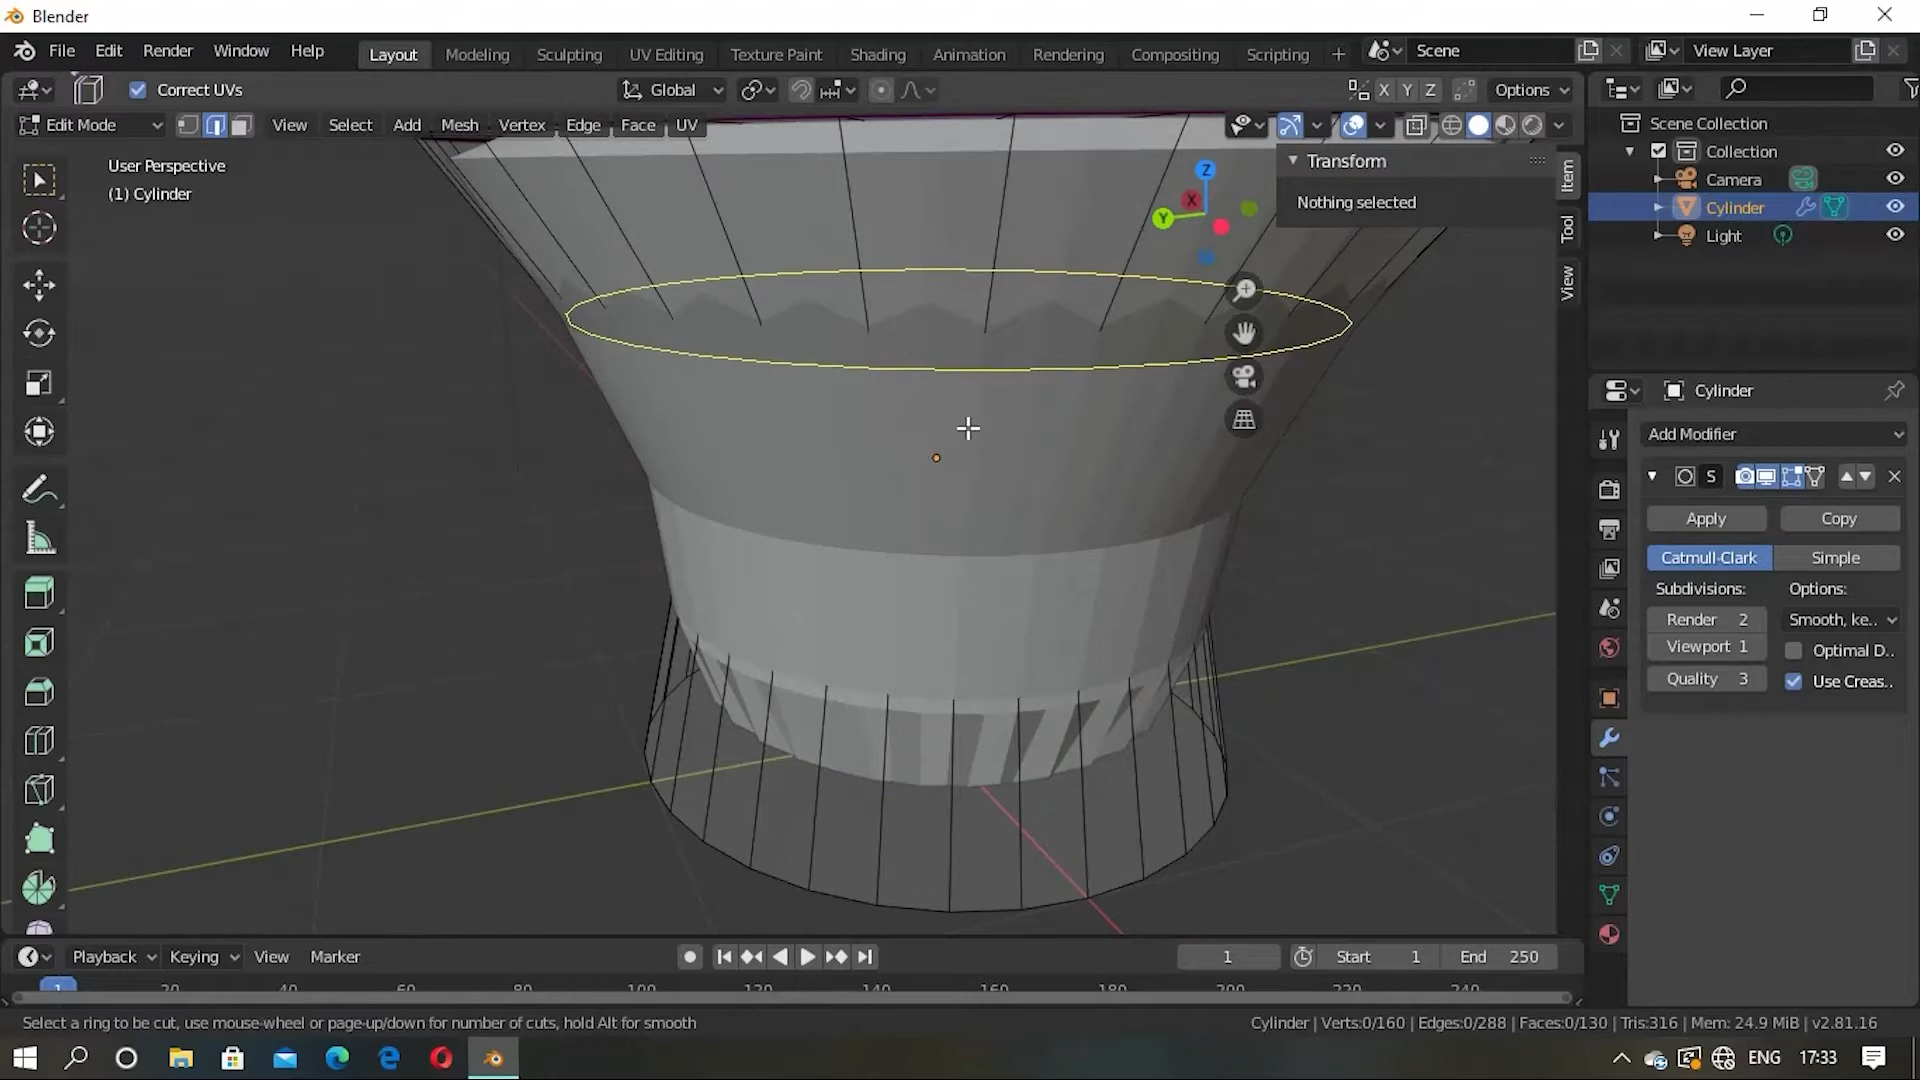 Blender
File Edit Render Window Help Layout Modeling Sculpting UV Editing Texture Paint Shading Animation Rendering Compositing Scripting + Scene View Layer
Correct UVs Global X Y Z Options
Edit Mode View Select Add Mesh Vertex Edge Face UV
User Perspective
(1) Cylinder
Z
X
Y
Transform
Nothing selected
Item
Tool
View
Scene Collection
Collection
Camera
Cylinder
Light
Cylinder
Add Modifier
S
Apply Copy
Catmull-Clark Simple
Subdivisions: Options:
Render 2 Smooth, ke..
Viewport 1 Optimal D..
Quality 3 Use Creas..
Playback Keying View Marker 1 Start 1 End 250
1 20 40 60 80 100 120 140 160 180 200 220 240
Select a ring to be cut, use mouse-wheel or page-up/down for number of cuts, hold Alt for smooth
Cylinder | Verts:0/160 | Edges:0/288 | Faces:0/130 | Tris:316 | Mem: 24.9 MiB | v2.81.16
ENG 17:33